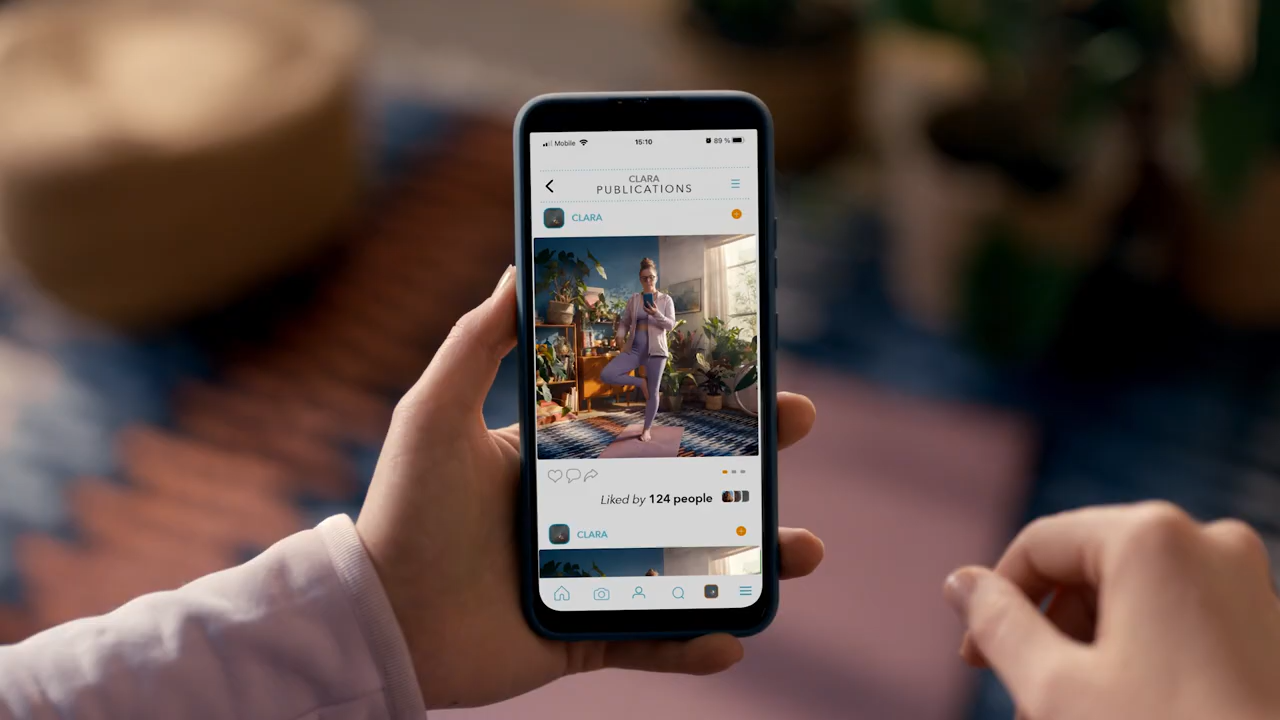 Mobile 15:10 89 %
CLARA
PUBLICATIONS
CLARA
Liked by 124 people
CLARA